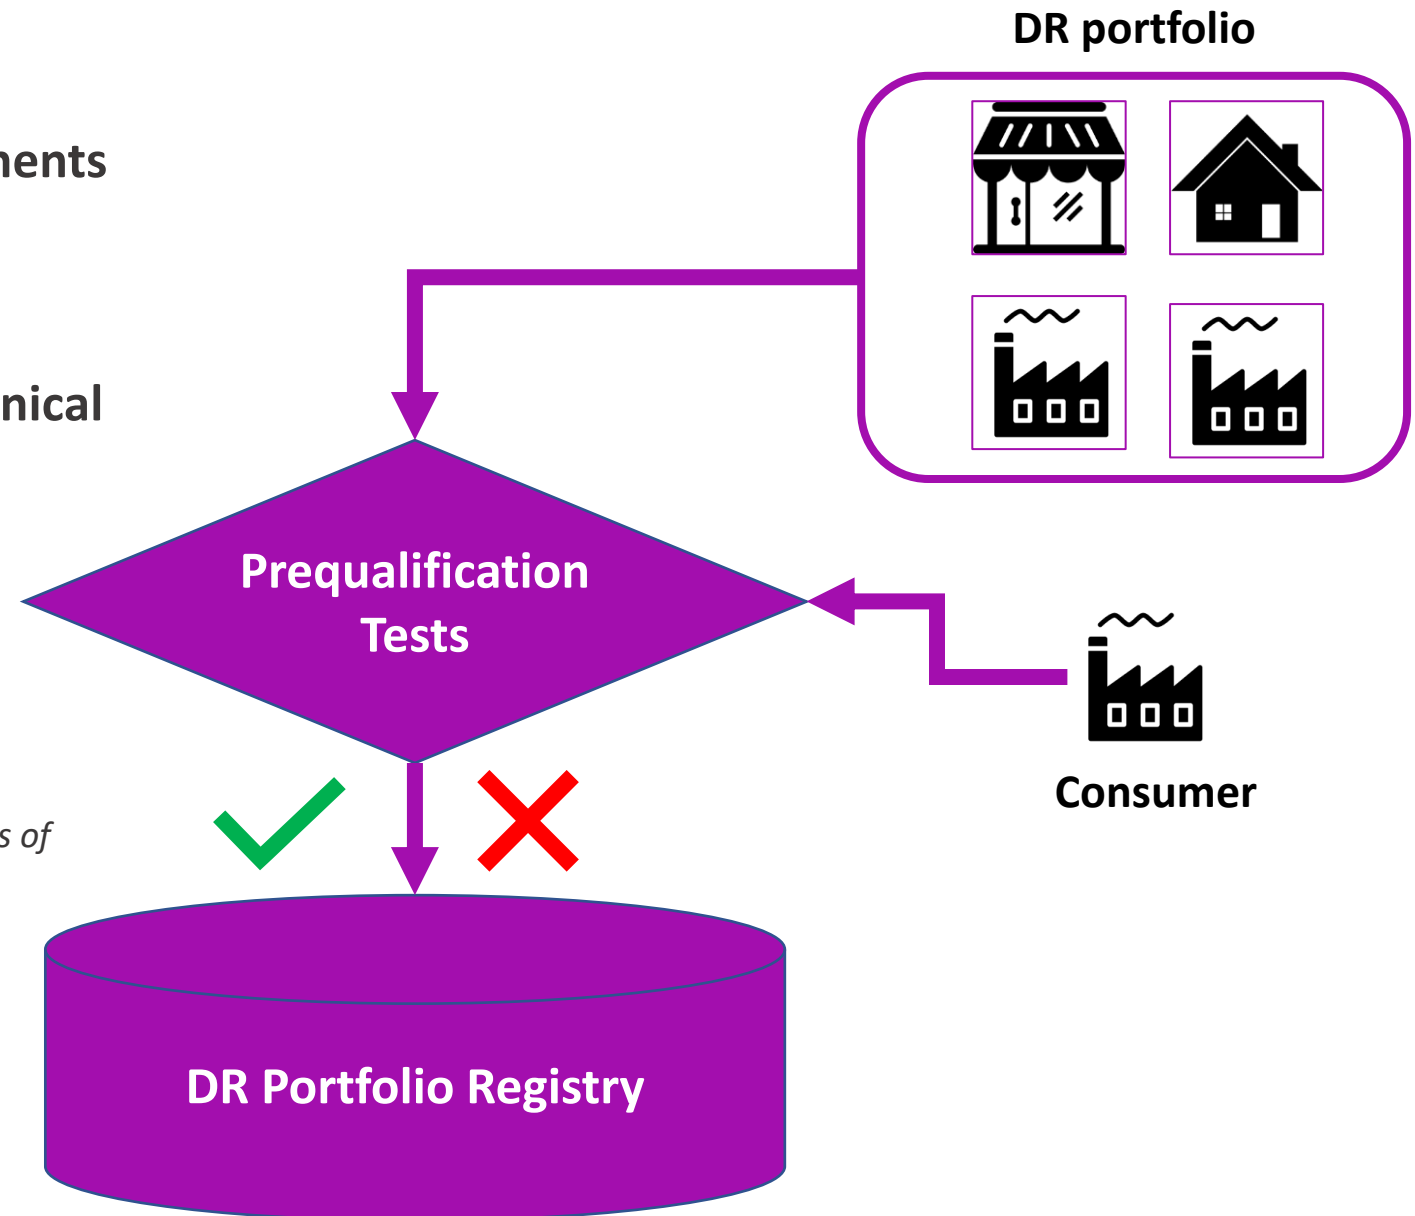 DR portfolio
nents
nical
Prequalification
Tests
Consumer
s of
DR Portfolio Registry